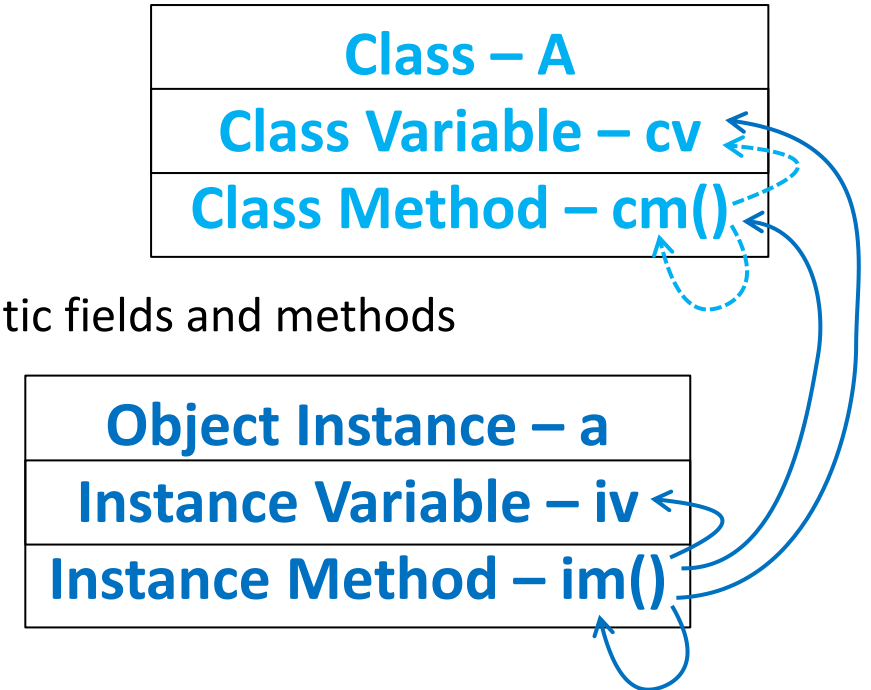 Class – A
Class Variable – cv
Class Method – cm()
tic fields and methods
Object Instance – a
Instance Variable – iv
Instance Method – im()